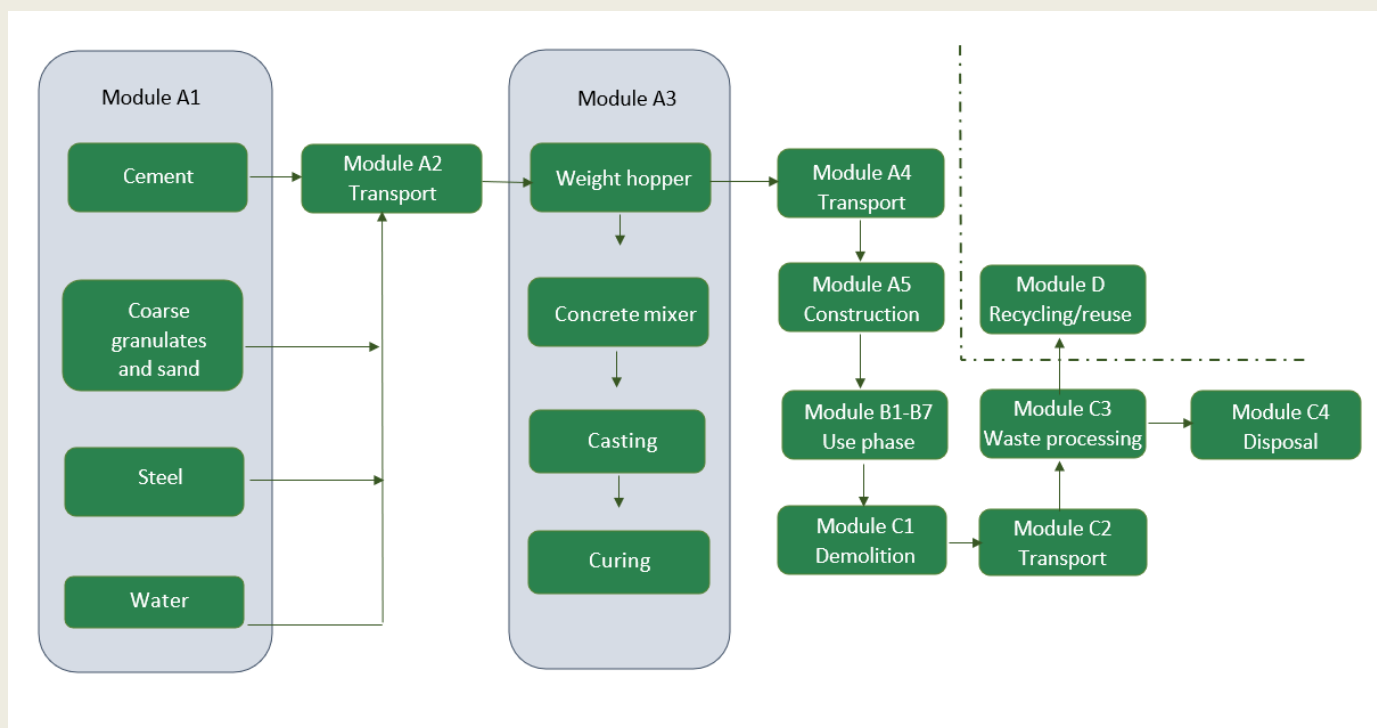 Module A1
Cement
Coarse
granulates
and sand
Steel
Water
Module A2
Transport
Module A3
Weight hopper
Concrete mixer
Casting
Curing
Module A4
Transport
Module A5
Construction
Module B1-B7
Use phase
Module C1
Demolition
Module C2
Transport
Module C3
Waste processing
Module D
Recycling/reuse
Module C4
Disposal